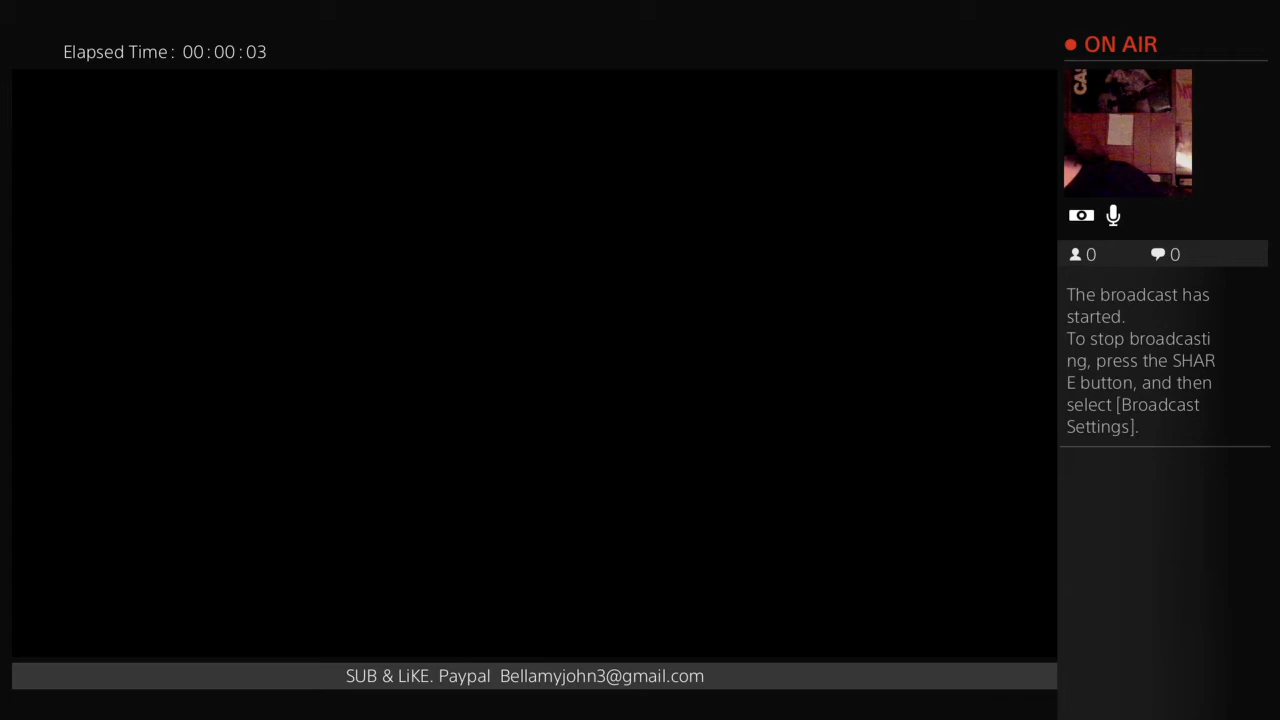 Elapsed Time: 00:00:03
ON AIR
CA
0 0
The broadcast has
started.
To stop broadcasti
ng, press the SHAR
E button, and then
select [Broadcast
Settings].
SUB & LiKE. Paypal Bellamyjohn3@gmail.com